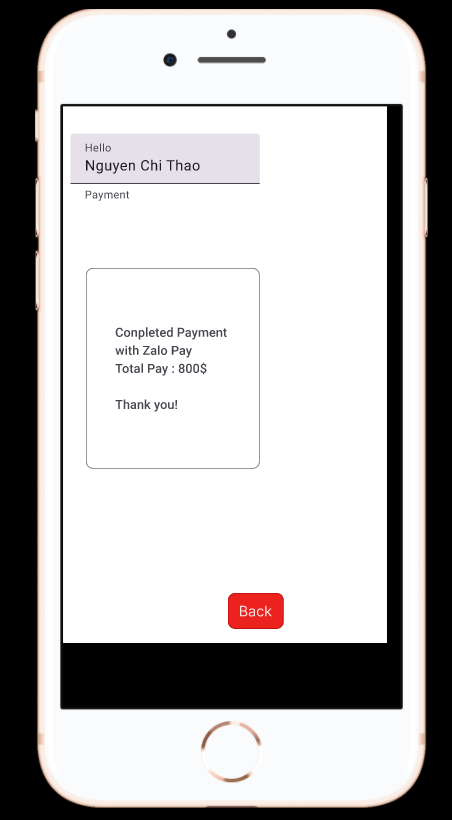 Hello
Nguyen Chi Thao
Payment
Conpleted Payment
with Zalo Pay
Total Pay : 800$
Thank you!
Back